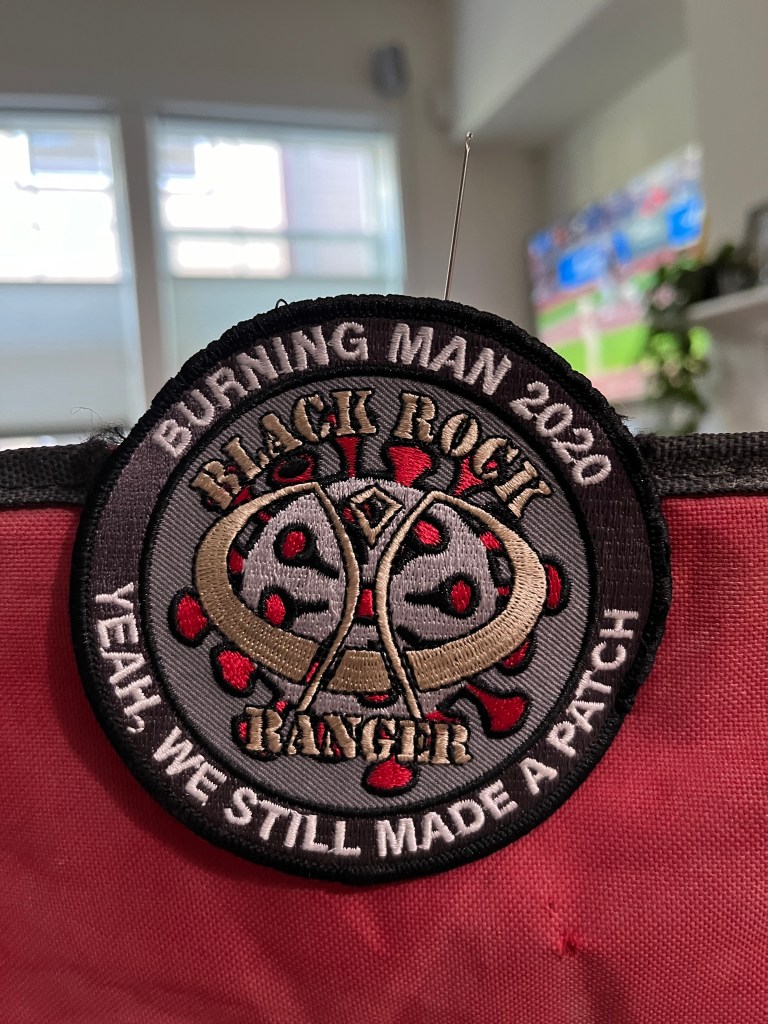 BURNING MAN 2020
BLACK ROCK
RANGER
YEAH, WE STILL MADE A PATCH